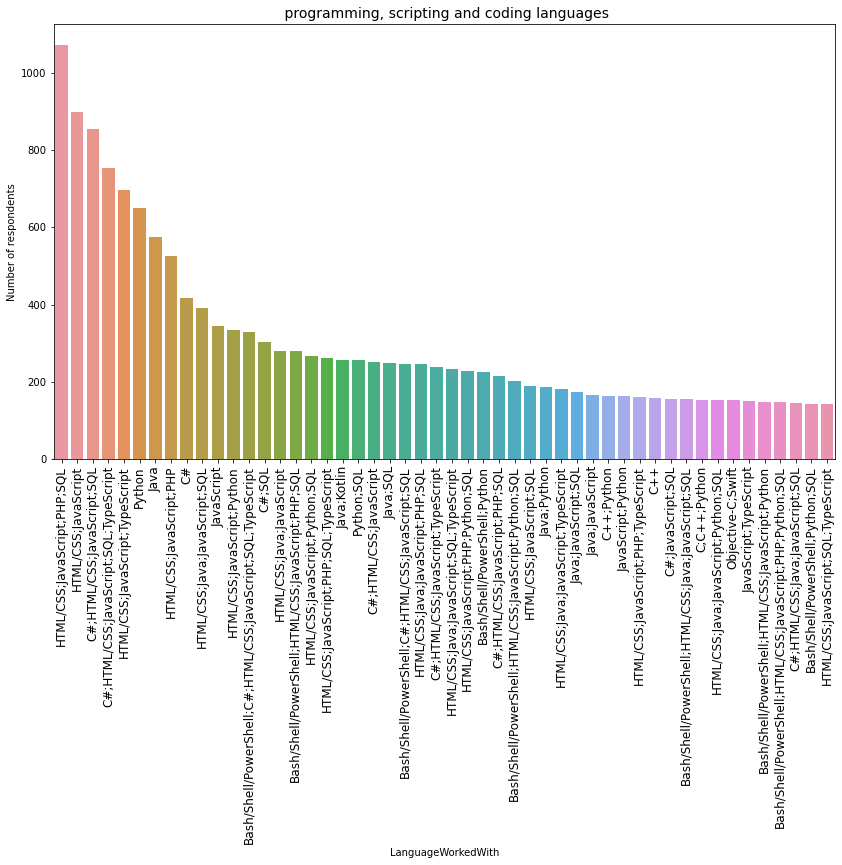 programming, scripting and coding languages
Number of respondents
1000
800
600
400
200
0
HTML/CSS;JavaScript;PHP;SQL
HTML/CSS;JavaScript
C#;HTML/CSS;JavaScript;SQL
C#;HTML/CSS;JavaScript;SQL;TypeScript
HTML/CSS;JavaScript;TypeScript
Python
Java
HTML/CSS;JavaScript;PHP
C#
HTML/CSS;Java;JavaScript;SQL
JavaScript
HTML/CSS;JavaScript;Python
Bash/Shell/PowerShell;C#;HTML/CSS;JavaScript;SQL;TypeScript
C#;SQL
HTML/CSS;Java;JavaScript
Bash/Shell/PowerShell;HTML/CSS;JavaScript;PHP;SQL
HTML/CSS;JavaScript;Python;SQL
HTML/CSS;JavaScript;PHP;SQL;TypeScript
Java;Kotlin
Python;SQL
C#;HTML/CSS;JavaScript
Java;SQL
Bash/Shell/PowerShell;C#;HTML/CSS;JavaScript;SQL
HTML/CSS;Java;JavaScript;PHP;SQL
C#;HTML/CSS;JavaScript;TypeScript
HTML/CSS;Java;JavaScript;SQL;TypeScript
HTML/CSS;JavaScript;PHP;Python;SQL
Bash/Shell/PowerShell;Python
C#;HTML/CSS;JavaScript;PHP;SQL
Bash/Shell/PowerShell;HTML/CSS;JavaScript;Python;SQL
HTML/CSS;JavaScript;SQL
Java;Python
HTML/CSS;Java;JavaScript;TypeScript
Java;JavaScript;SQL
Java;JavaScript
C++;Python
JavaScript;Python
HTML/CSS;JavaScript;PHP;TypeScript
C++
C#;JavaScript;SQL
Bash/Shell/PowerShell;HTML/CSS;Java;JavaScript;SQL
C;C++;Python
HTML/CSS;Java;JavaScript;Python;SQL
Objective-C;Swift
JavaScript;TypeScript
Bash/Shell/PowerShell;HTML/CSS;JavaScript;Python
Bash/Shell/PowerShell;HTML/CSS;JavaScript;PHP;Python;SQL
C#;HTML/CSS;Java;JavaScript;SQL
Bash/Shell/PowerShell;Python;SQL
HTML/CSS;JavaScript;SQL;TypeScript
LanguageWorkedWith